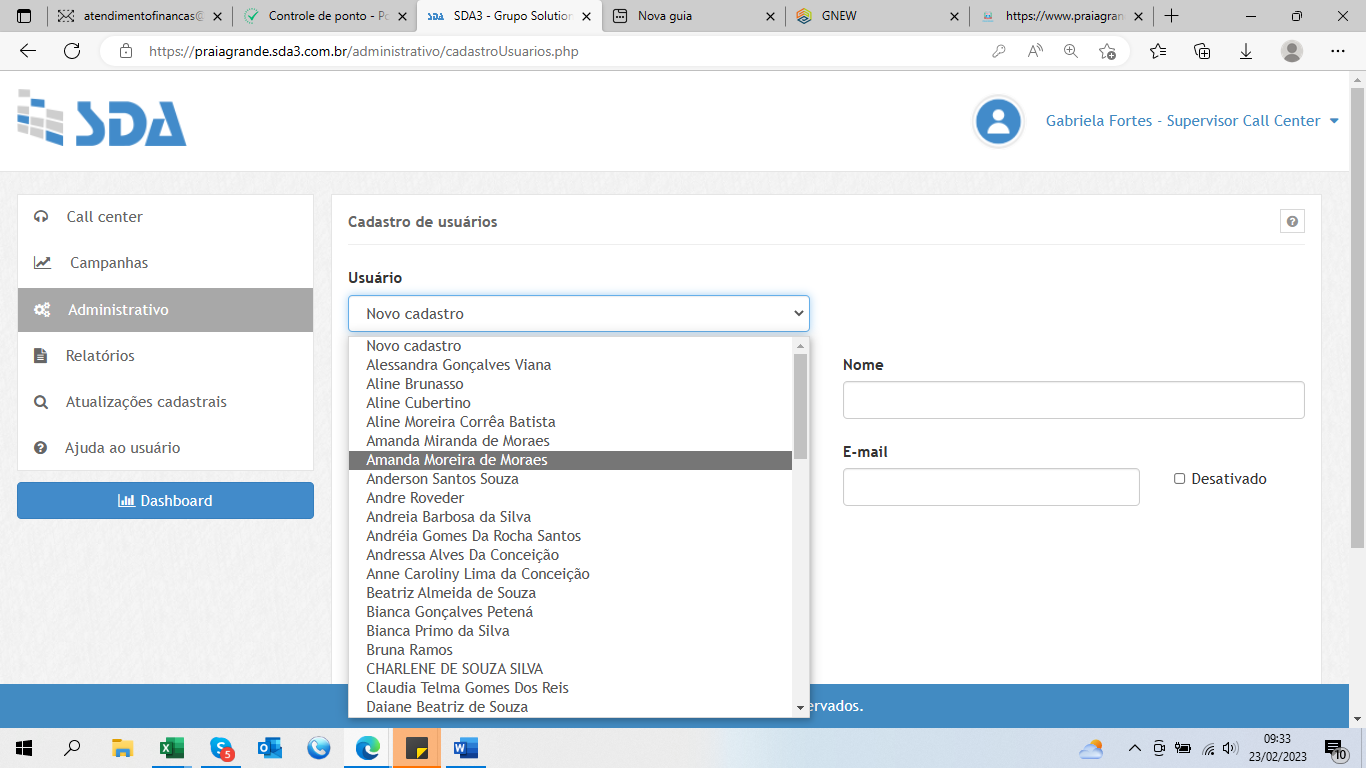 atendimentofinancas@
Controle de ponto - Po
SDA3 - Grupo Solution
Nova guia
GNEW
https://www.praiagran
https://praiagrande.sda3.com.br/administrativo/cadastroUsuarios.php
SDA
Gabriela Fortes - Supervisor Call Center
Call center
Campanhas
Administrativo
Relatórios
Atualizações cadastrais
Ajuda ao usuário
Dashboard
Cadastro de usuários
Usuário
Novo cadastro
Novo cadastro
Alessandra Gonçalves Viana
Aline Brunasso
Aline Cubertino
Aline Moreira Corrêa Batista
Amanda Miranda de Moraes
Amanda Moreira de Moraes
Anderson Santos Souza
Andre Roveder
Andreia Barbosa da Silva
Andréia Gomes Da Rocha Santos
Andressa Alves Da Conceição
Anne Caroliny Lima da Conceição
Beatriz Almeida de Souza
Bianca Gonçalves Petená
Bianca Primo da Silva
Bruna Ramos
CHARLENE DE SOUZA SILVA
Claudia Telma Gomes Dos Reis
Daiane Beatriz de Souza
Nome
E-mail
Desativado
ervados.
5
09:33
23/02/2023
10